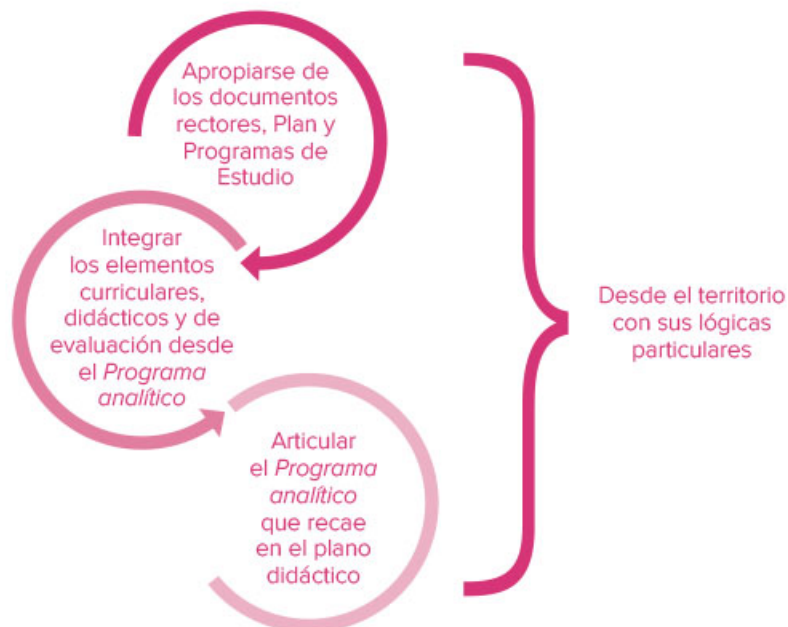 Apropiarse de
los documentos
rectores, Plan y
Programas de
Estudio
Integrar
los elementos
curriculares,
didácticos y de
evaluación desde
el Programa
analítico
Articular
el Programa
analítico
que recae
en el plano
didáctico
Desde el territorio
con sus lógicas
particulares